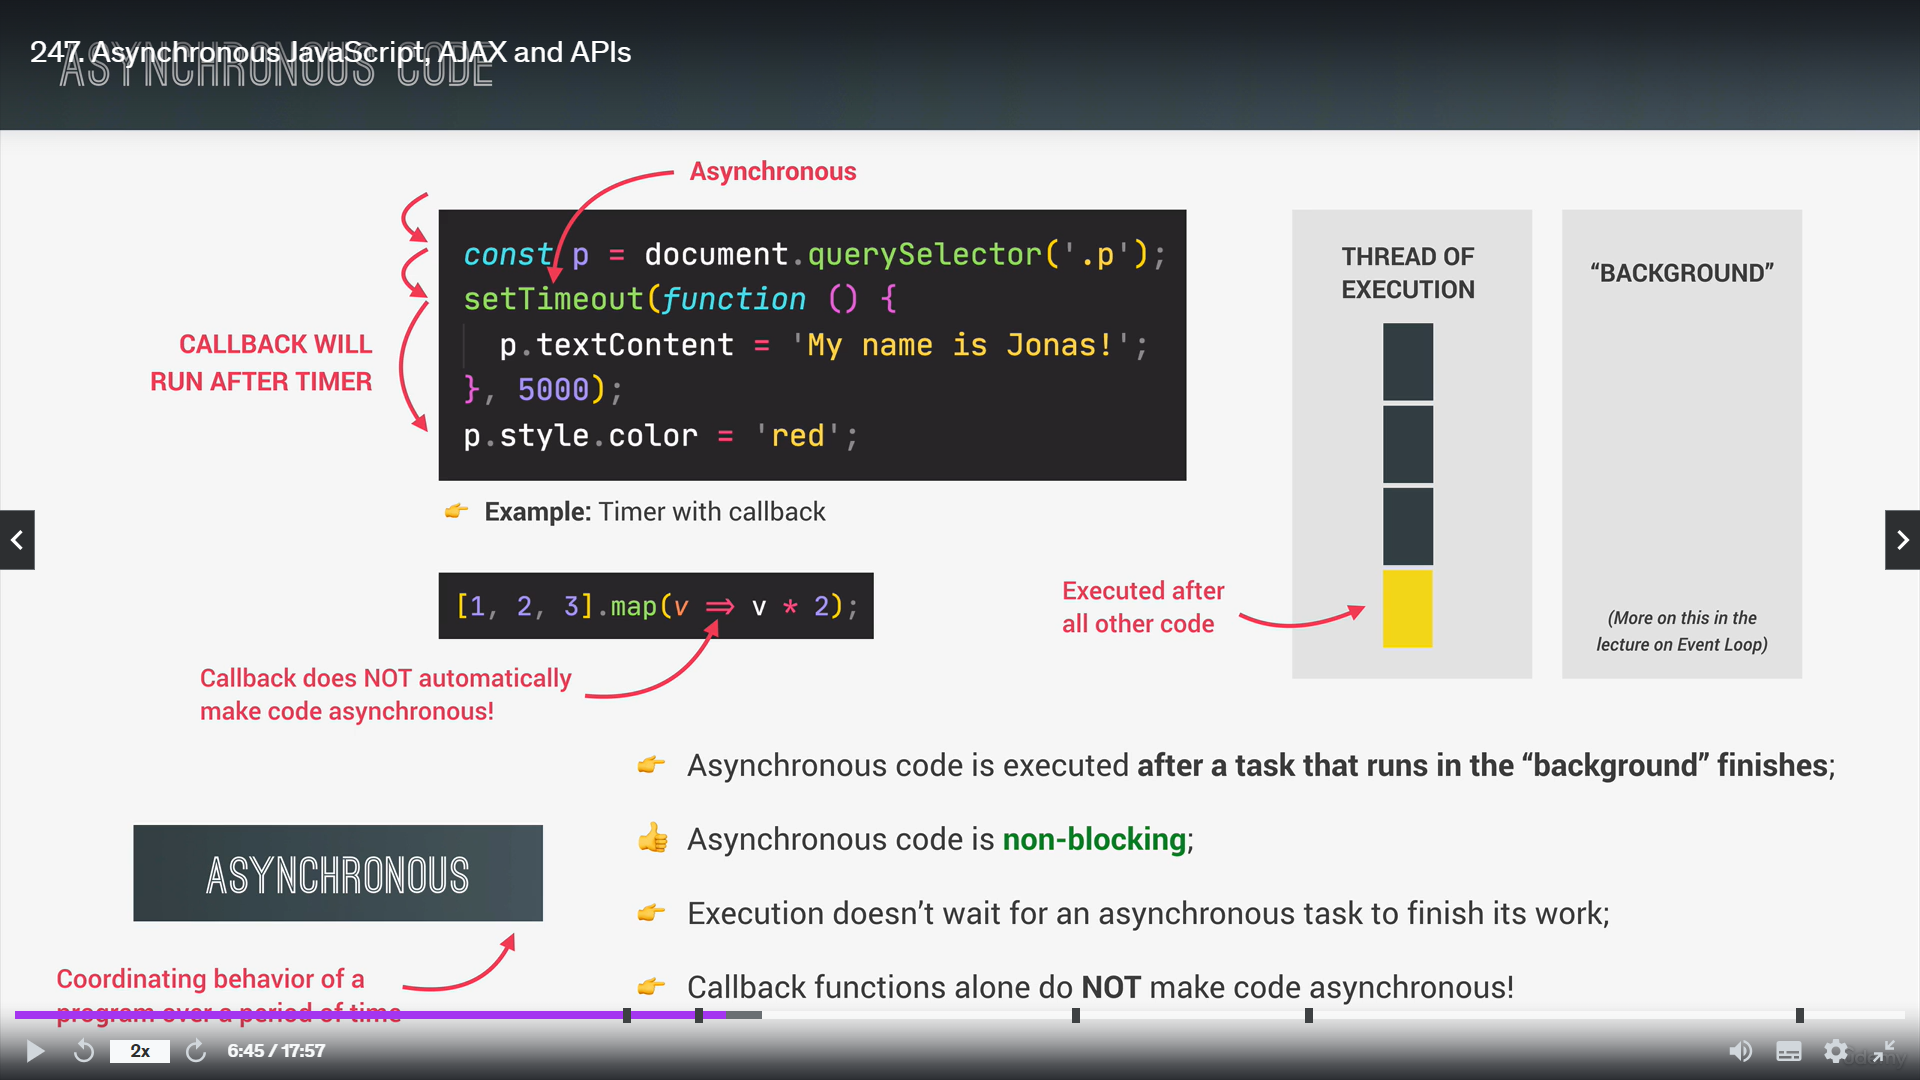 247. Asynchronous JavaScript, AJAX and APIs
ASYNCHRONOUS CODE
Asynchronous
const p = document.querySelector('.p');
setTimeout(function () {
p.textContent = 'My name is Jonas!';
}, 5000);
p.style.color = 'red';
CALLBACK WILL
RUN AFTER TIMER
👉 Example: Timer with callback
[1, 2, 3].map(v => v * 2);
Callback does NOT automatically
make code asynchronous!
THREAD OF
EXECUTION
Executed after
all other code
“BACKGROUND”
(More on this in the
lecture on Event Loop)
👉 Asynchronous code is executed after a task that runs in the “background” finishes;
👍 Asynchronous code is non-blocking;
👉 Execution doesn’t wait for an asynchronous task to finish its work;
👉 Callback functions alone do NOT make code asynchronous!
ASYNCHRONOUS
Coordinating behavior of a
program over a period of time
2x
6:45 / 17:57
udemy